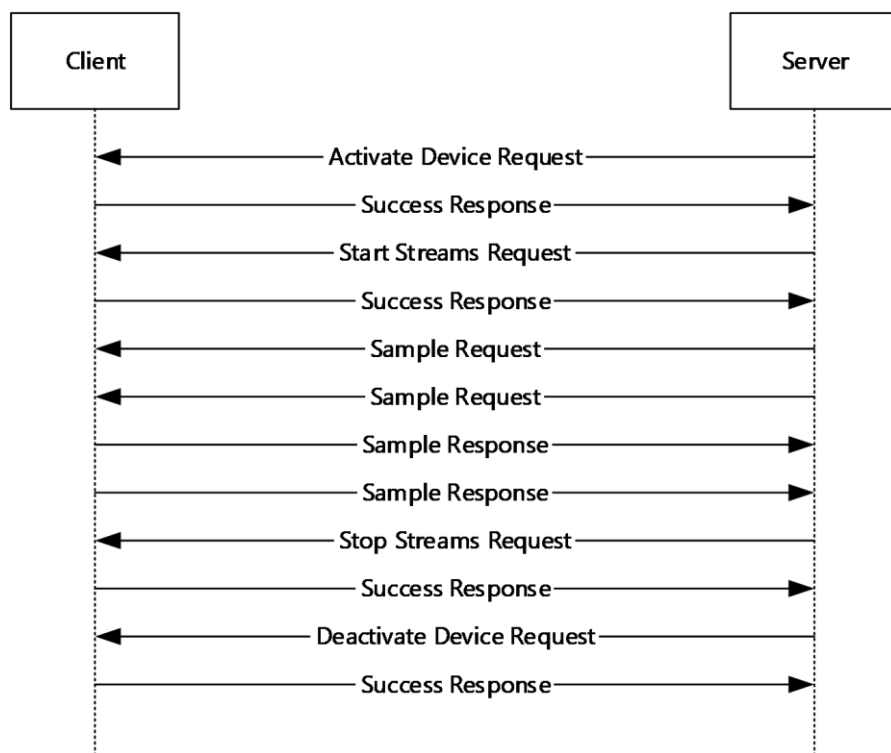 Client
Server
Activate Device Request
Success Response
Start Streams Request
Success Response
Sample Request
Sample Request
Sample Response
Sample Response
Stop Streams Request
Success Response
Deactivate Device Request
Success Response